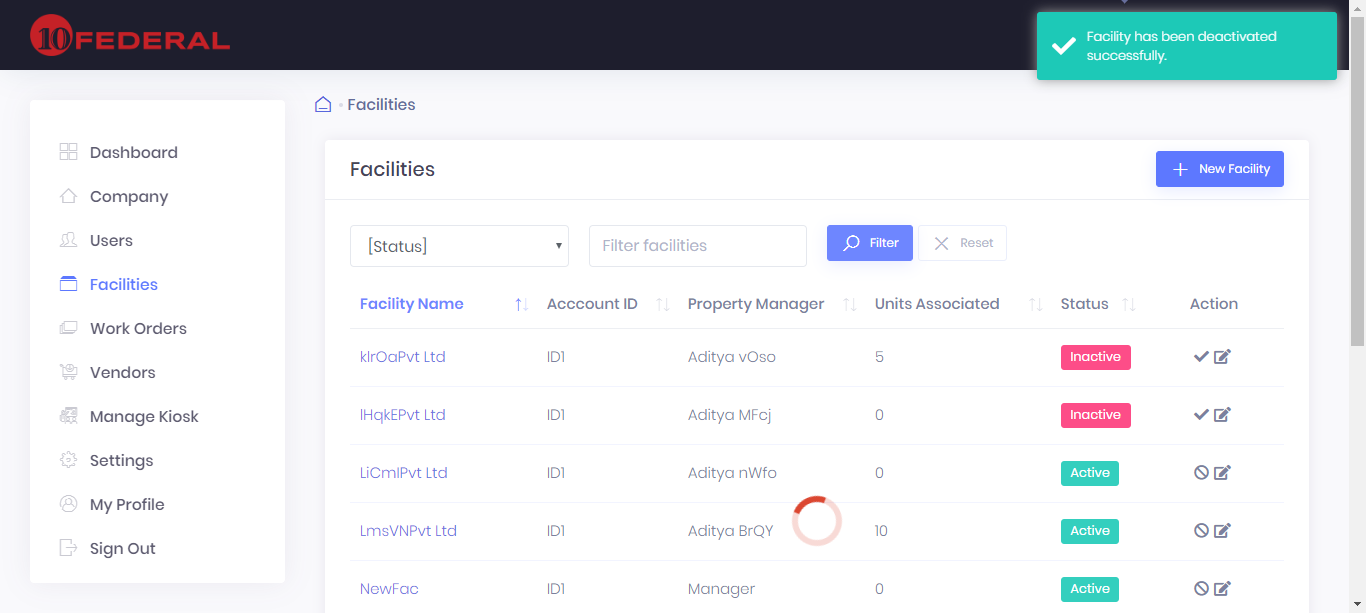 10 FEDERAL
Facility has been deactivated
successfully.
Facilities
Dashboard
Company
Users
Facilities
Work Orders
Vendors
Manage Kiosk
Settings
My Profile
Sign Out
Facilities
New Facility
[Status]
Filter facilities
Filter
Reset
Facility Name Acccount ID Property Manager Units Associated Status Action
klrOaPvt Ltd ID1 Aditya vOso 5 Inactive
IHqkEPvt Ltd ID1 Aditya MFcj 0 Inactive
LiCmIPvt Ltd ID1 Aditya nWfo 0 Active
LmsVNPvt Ltd ID1 Aditya BrQY 10 Active
NewFac ID1 Manager 0 Active